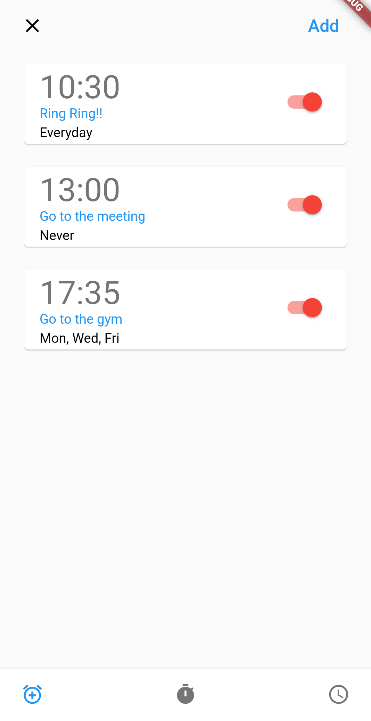 Add
10:30
Ring Ring!!
Everyday
13:00
Go to the meeting
Never
17:35
Go to the gym
Mon, Wed, Fri